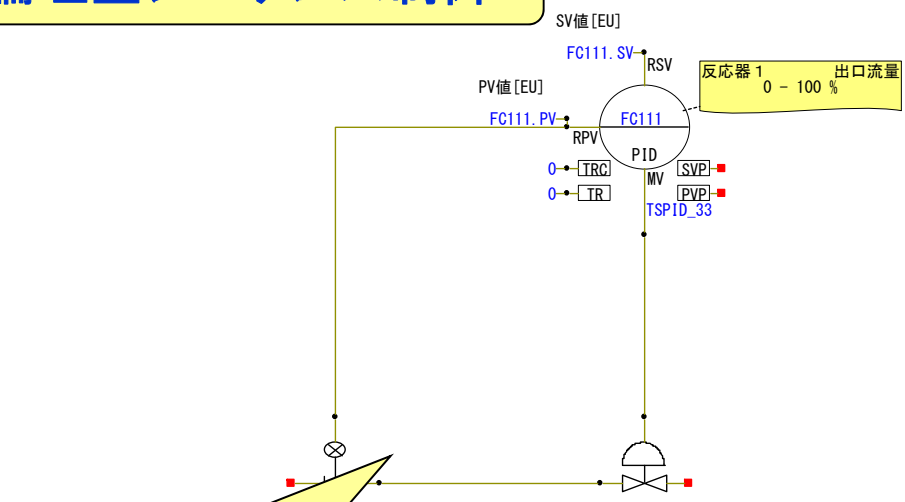 SV値[EU]
FC111.SV
RSV
反応器1 出口流量
0 - 100 %
PV値[EU]
FC111.PV
RPV
FC111
PID
0 TRC
SVP
MV
0 TR
PVP
TSPID_33